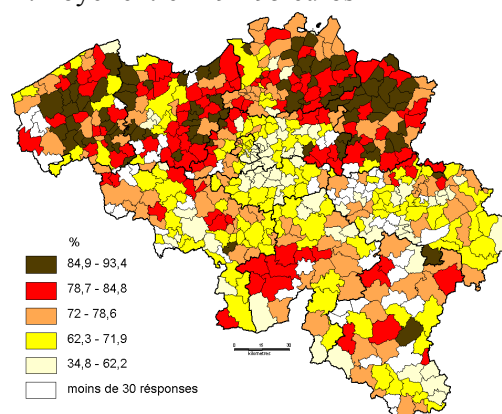 %
84,9 - 93,4
78,7 - 84,8
72 - 78,6
62,3 - 71,9
34,8 - 62,2
moins de 30 résponses
0 15 30
kilometres